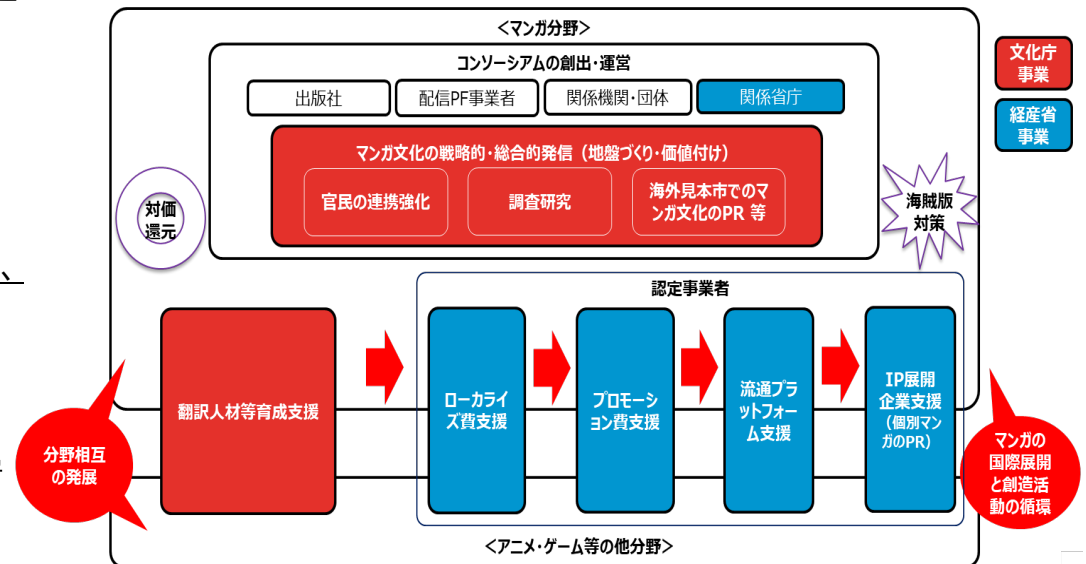 ＜マンガ分野＞
コンソーシアムの創出・運営
出版社
配信PF事業者
関係機関・団体
関係省庁
文化庁
事業
経産省
事業
マンガ文化の戦略的・総合的発信（地盤づくり・価値付け）
官民の連携強化
調査研究
海外見本市でのマ
ンガ文化のPR 等
対価
還元
海賊版
対策
、
認定事業者
翻訳人材等育成支援
ローカライ
ズ費支援
プロモーシ
ョン費支援
流通プラ
ットフォー
ム支援
IP展開
企業支援
（個別マン
ガのPR）
分野相互
の発展
マンガの
国際展開
と創造活
動の循環
＜アニメ・ゲーム等の他分野＞